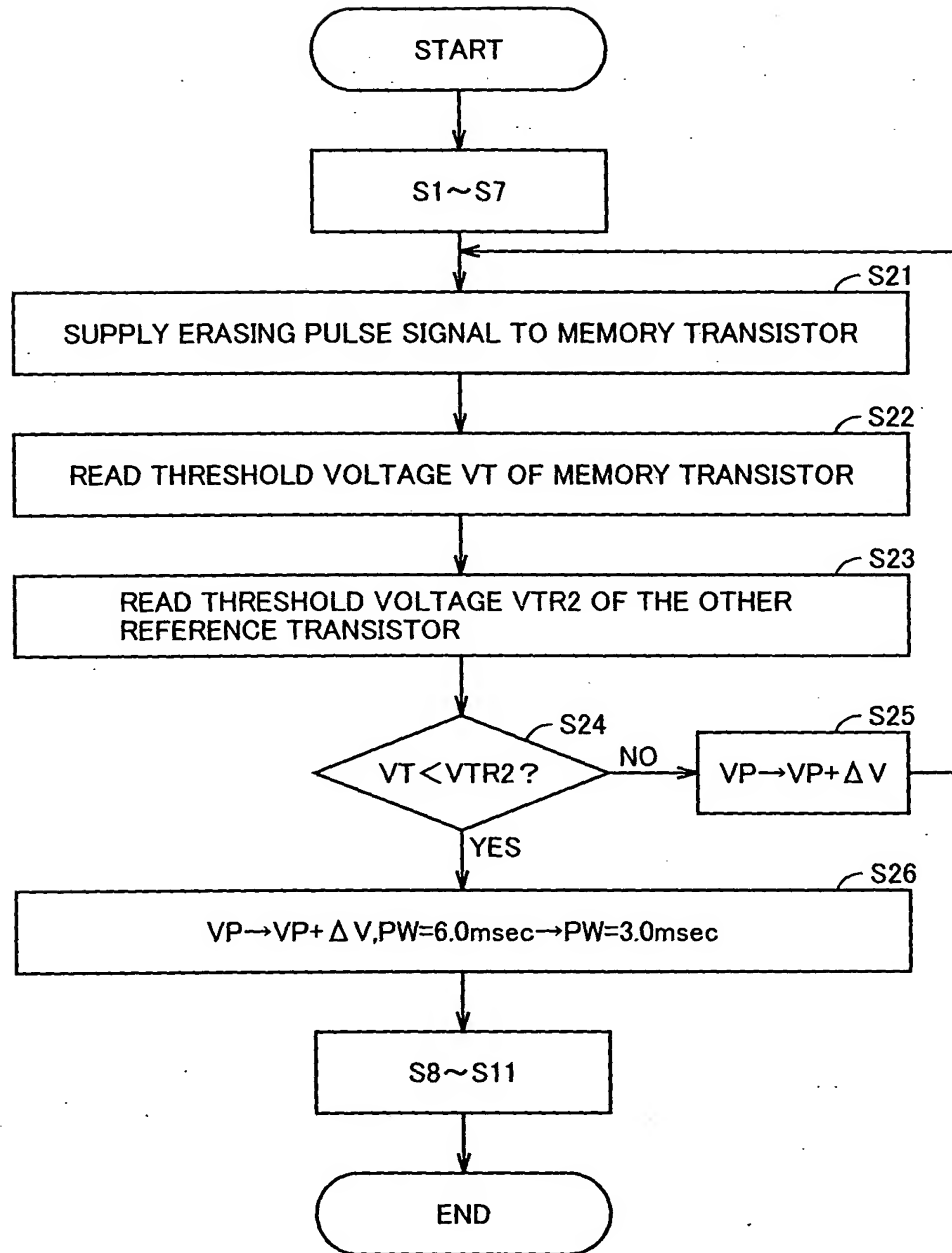 START
S1~S7
S21
SUPPLY ERASING PULSE SIGNAL TO MEMORY TRANSISTOR
S22
READ THRESHOLD VOLTAGE VT OF MEMORY TRANSISTOR
S23
READ THRESHOLD VOLTAGE VTR2 OF THE OTHER
REFERENCE TRANSISTOR
S24
VT<VTR2?
NO
S25
VP→VP+ΔV
YES
S26
VP→VP+ΔV,PW=6.0msec→PW=3.0msec
S8~S11
END